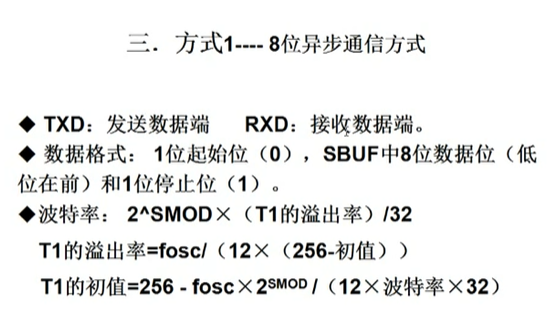 三．方式1---- 8位异步通信方式
◆ TXD：发送数据端 RXD：接收数据端。
◆ 数据格式： 1位起始位（0），SBUF中8位数据位（低
位在前）和1位停止位（1）。
◆波特率： 2^SMOD×（T1的溢出率）/32
T1的溢出率=fosc/（12×（256-初值））
T1的初值=256 - fosc×2ˢᴹᴼᴰ /（12×波特率×32）